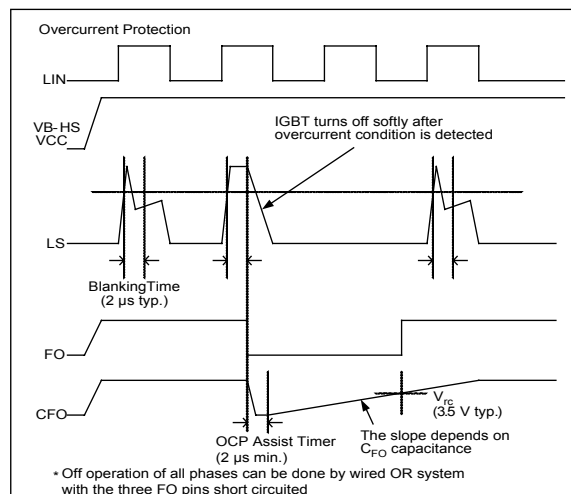 Overcurrent Protection
LIN
VB-HS
VCC
IGBT turns off softly after
overcurrent condition is detected
LS
BlankingTime
(2 µs typ.)
FO
CFO
Vrc
(3.5 V typ.)
OCP Assist Timer
(2 µs min.)
The slope depends on
CFO capacitance
* Off operation of all phases can be done by wired OR system
with the three FO pins short circuited